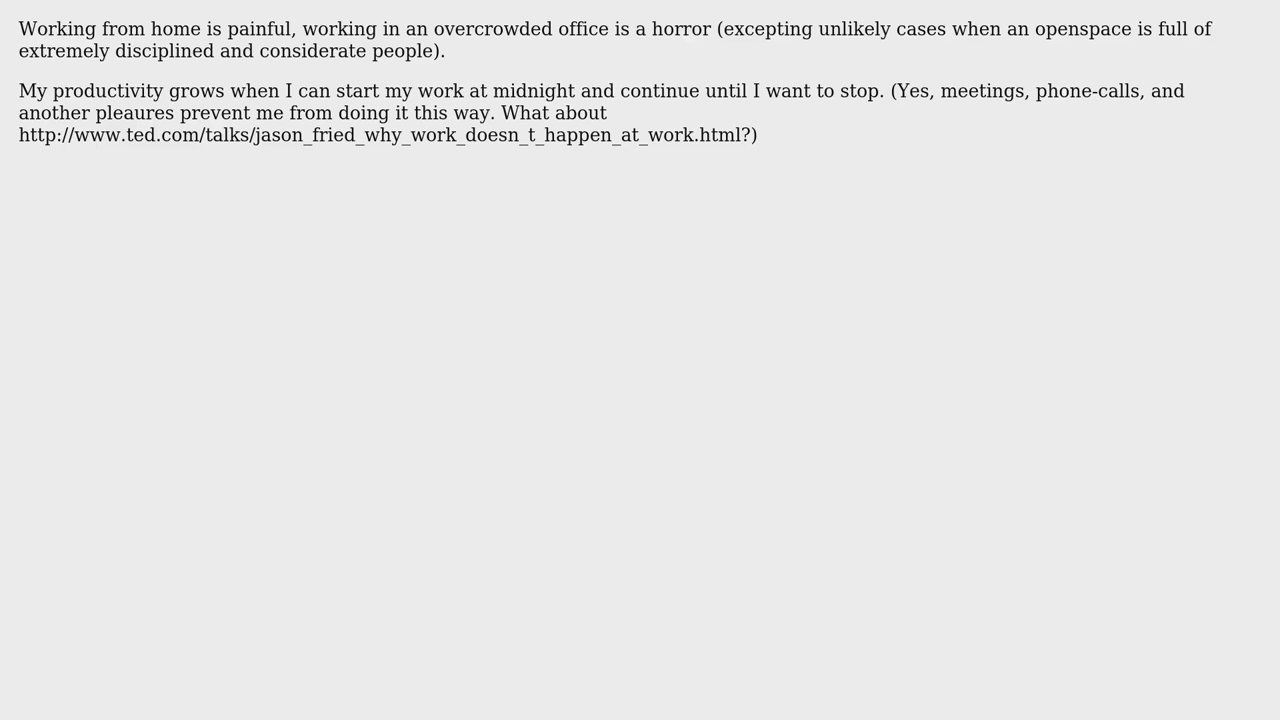 Working from home is painful, working in an overcrowded office is a horror (excepting unlikely cases when an openspace is full of
extremely disciplined and considerate people).
My productivity grows when I can start my work at midnight and continue until I want to stop. (Yes, meetings, phone-calls, and
another pleaures prevent me from doing it this way. What about
http://www.ted.com/talks/jason_fried_why_work_doesn_t_happen_at_work.html?)